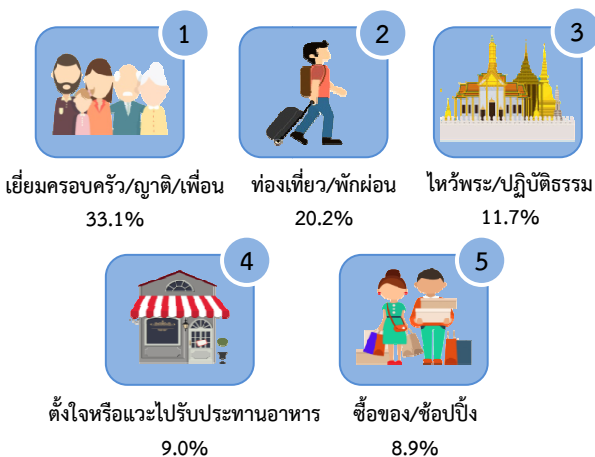 1
2
3
เยี่ยมครอบครัว/ญาติ/เพื่อน
33.1%
ท่องเที่ยว/พักผ่อน
20.2%
ไหว้พระ/ปฏิบัติธรรม
11.7%
4
5
ตั้งใจหรือแวะไปรับประทานอาหาร
9.0%
ซื้อของ/ช้อปปิ้ง
8.9%